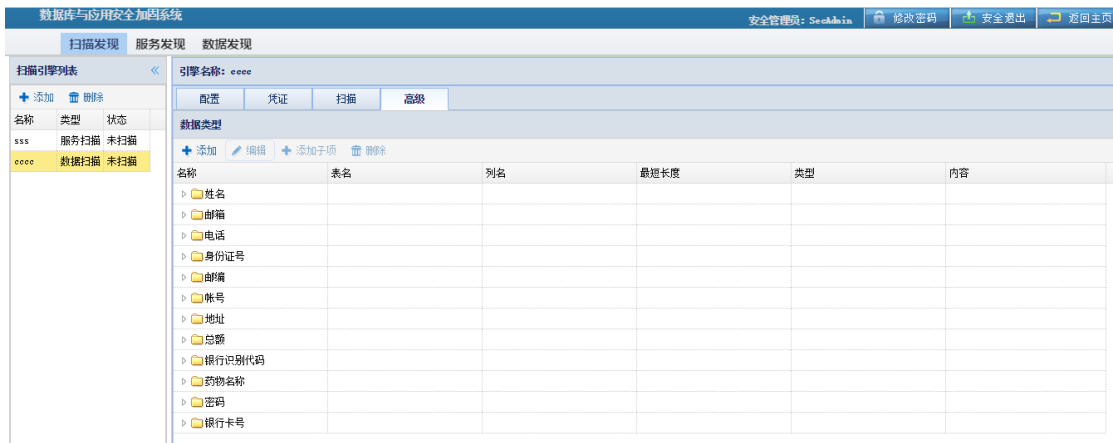 数据库与应用安全加固系统
安全管理员：SecAdmin 修改密码 安全退出 返回主页
扫描发现 服务发现 数据发现
扫描引擎列表
添加 删除
名称 类型 状态
sss 服务扫描 未扫描
eeee 数据扫描 未扫描
引擎名称：eeee
配置 凭证 扫描 高级
数据类型
添加 编辑 添加子项 删除
名称 表名 列名 最短长度 类型 内容
姓名
邮箱
电话
身份证号
邮编
帐号
地址
总额
银行识别代码
药物名称
密码
银行卡号